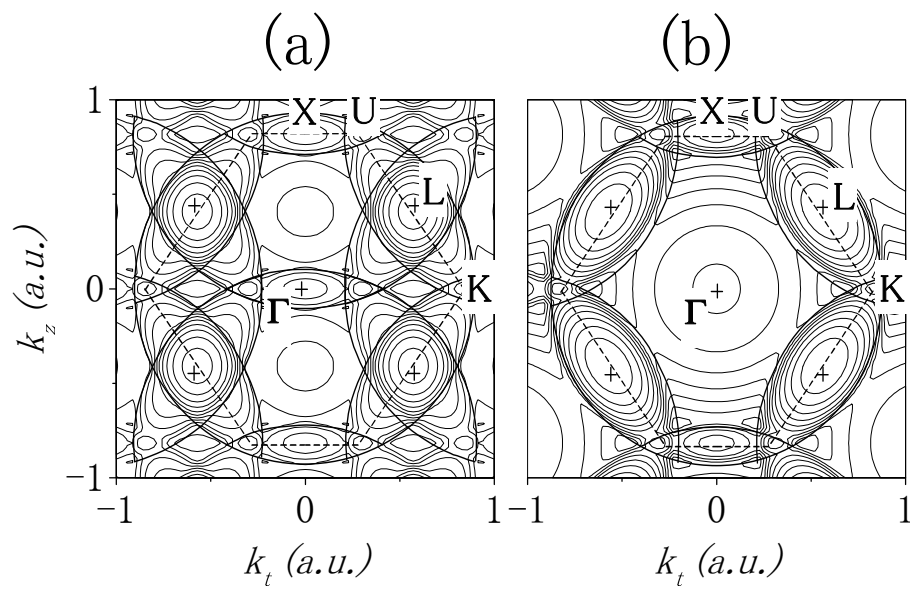 (a) (b)
1 X U X U
L L
0 Γ K Γ K
k_z (a.u.)
−1
−1 0 1 −1 0 1
k_t (a.u.) k_t (a.u.)